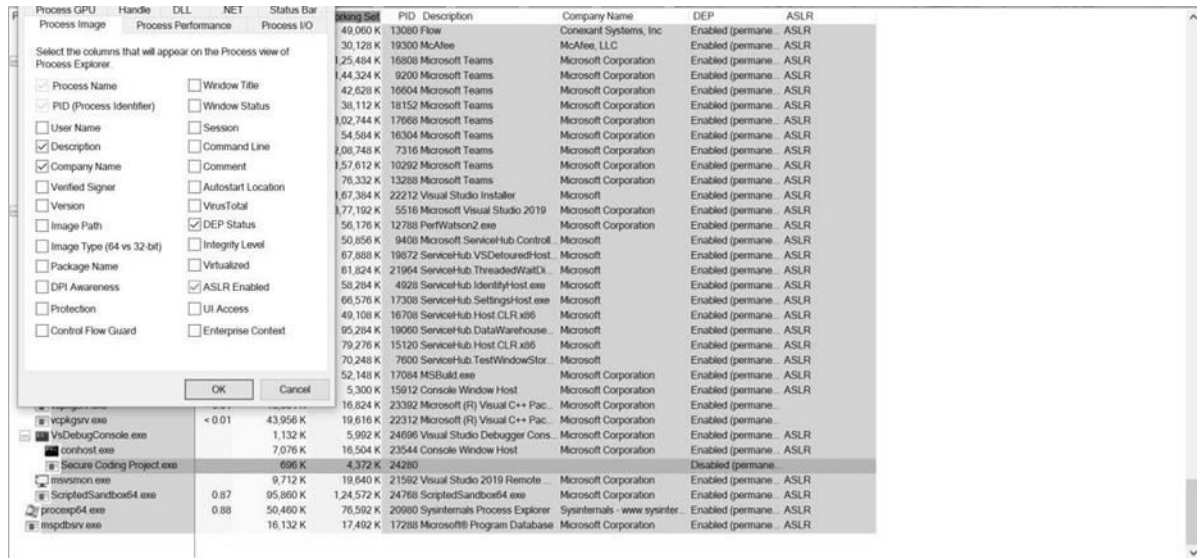 Process GPU Handle DLL .NET Status Bar
Process Image Process Performance Process I/O
Select the columns that will appear on the Process view of
Process Explorer.
Process Name Window Title
PID (Process Identifier) Window Status
User Name Session
Description Command Line
Company Name Comment
Verified Signer Autostart Location
Version VirusTotal
Image Path DEP Status
Image Type (64 vs 32-bit) Integrity Level
Package Name Virtualized
DPI Awareness ASLR Enabled
Protection UI Access
Control Flow Guard Enterprise Context
OK Cancel
Set PID Description Company Name DEP ASLR
49,060 K 13080 Flow Conexant Systems, Inc Enabled (permane... ASLR
30,128 K 19300 McAfee McAfee, LLC Enabled (permane... ASLR
,25,484 K 16808 Microsoft Teams Microsoft Corporation Enabled (permane... ASLR
,44,324 K 9200 Microsoft Teams Microsoft Corporation Enabled (permane... ASLR
42,628 K 16604 Microsoft Teams Microsoft Corporation Enabled (permane... ASLR
38,112 K 18152 Microsoft Teams Microsoft Corporation Enabled (permane... ASLR
,02,744 K 17668 Microsoft Teams Microsoft Corporation Enabled (permane... ASLR
54,584 K 16304 Microsoft Teams Microsoft Corporation Enabled (permane... ASLR
,08,748 K 7316 Microsoft Teams Microsoft Corporation Enabled (permane... ASLR
,57,612 K 10292 Microsoft Teams Microsoft Corporation Enabled (permane... ASLR
76,332 K 13288 Microsoft Teams Microsoft Corporation Enabled (permane... ASLR
,67,384 K 22212 Visual Studio Installer Microsoft Enabled (permane... ASLR
,77,192 K 5516 Microsoft Visual Studio 2019 Microsoft Corporation Enabled (permane... ASLR
56,176 K 12788 PerfWatson2.exe Microsoft Corporation Enabled (permane... ASLR
50,856 K 9408 Microsoft.ServiceHub.Controll... Microsoft Enabled (permane... ASLR
67,888 K 19872 ServiceHub.VSDetouredHost... Microsoft Enabled (permane... ASLR
61,824 K 21964 ServiceHub.ThreadedWaitDi... Microsoft Enabled (permane... ASLR
58,284 K 4928 ServiceHub.IdentityHost.exe Microsoft Enabled (permane... ASLR
66,576 K 17308 ServiceHub.SettingsHost.exe Microsoft Enabled (permane... ASLR
49,108 K 16708 ServiceHub.Host.CLR.x86 Microsoft Enabled (permane... ASLR
95,284 K 19060 ServiceHub.DataWarehouse... Microsoft Enabled (permane... ASLR
79,276 K 15120 ServiceHub.Host.CLR.x86 Microsoft Enabled (permane... ASLR
70,248 K 7600 ServiceHub.TestWindowStor... Microsoft Enabled (permane... ASLR
52,148 K 17084 MSBuild.exe Microsoft Corporation Enabled (permane... ASLR
5,300 K 15912 Console Window Host Microsoft Corporation Enabled (permane... ASLR
16,824 K 23392 Microsoft (R) Visual C++ Pac... Microsoft Corporation Enabled (permane...
vcpkgsrv.exe < 0.01 43,956 K 19,616 K 22312 Microsoft (R) Visual C++ Pac... Microsoft Corporation Enabled (permane...
VsDebugConsole.exe 1,132 K 5,992 K 24696 Visual Studio Debugger Cons... Microsoft Corporation Enabled (permane... ASLR
conhost.exe 7,076 K 16,504 K 23544 Console Window Host Microsoft Corporation Enabled (permane... ASLR
Secure Coding Project.exe 696 K 4,372 K 24280 Disabled (permane...
msvsmon.exe 9,712 K 19,640 K 21592 Visual Studio 2019 Remote ... Microsoft Corporation Enabled (permane... ASLR
ScriptedSandbox64.exe 0.87 95,860 K 1,24,572 K 24768 ScriptedSandbox64.exe Microsoft Corporation Enabled (permane... ASLR
procexp64.exe 0.88 50,460 K 76,592 K 20980 Sysinternals Process Explorer Sysinternals - www.sysinter... Enabled (permane... ASLR
mspdbsrv.exe 16,132 K 17,492 K 17288 Microsoft® Program Database Microsoft Corporation Enabled (permane... ASLR